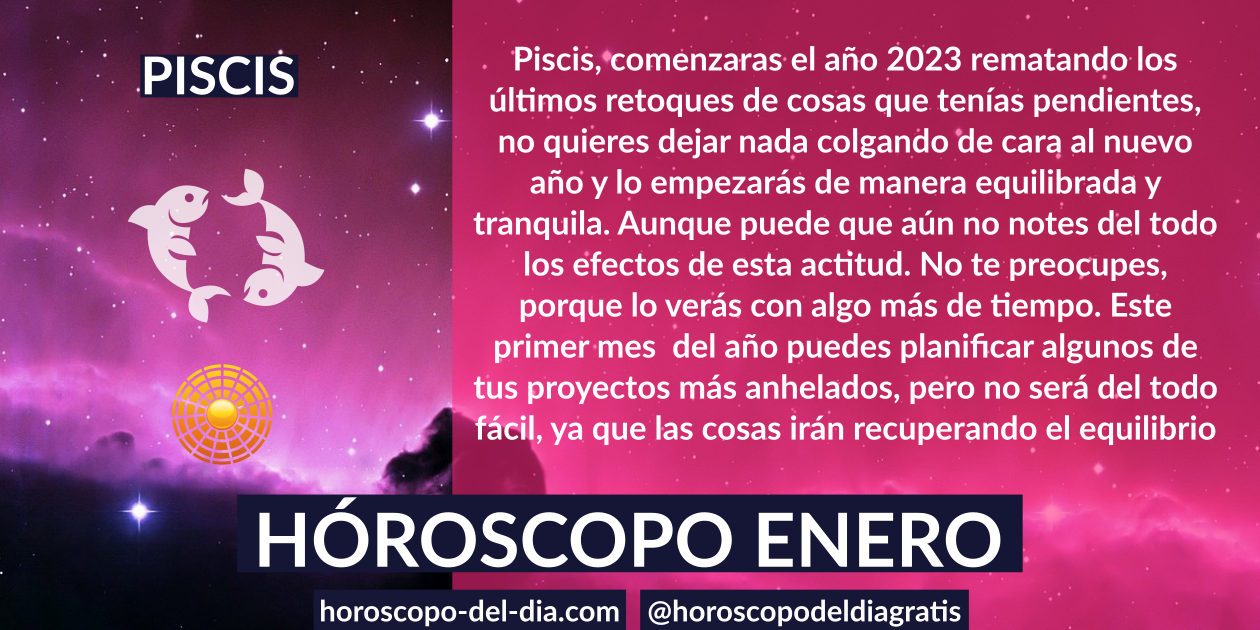 PISCIS
Piscis, comenzaras el año 2023 rematando los
últimos retoques de cosas que tenías pendientes,
no quieres dejar nada colgando de cara al nuevo
año y lo empezarás de manera equilibrada y
tranquila. Aunque puede que aún no notes del todo
los efectos de esta actitud. No te preocupes,
porque lo verás con algo más de tiempo. Este
primer mes  del año puedes planificar algunos de
tus proyectos más anhelados, pero no será del todo
fácil, ya que las cosas irán recuperando el equilibrio
HÓROSCOPO ENERO
horoscopo-del-dia.com
@horoscopodeldiagratis